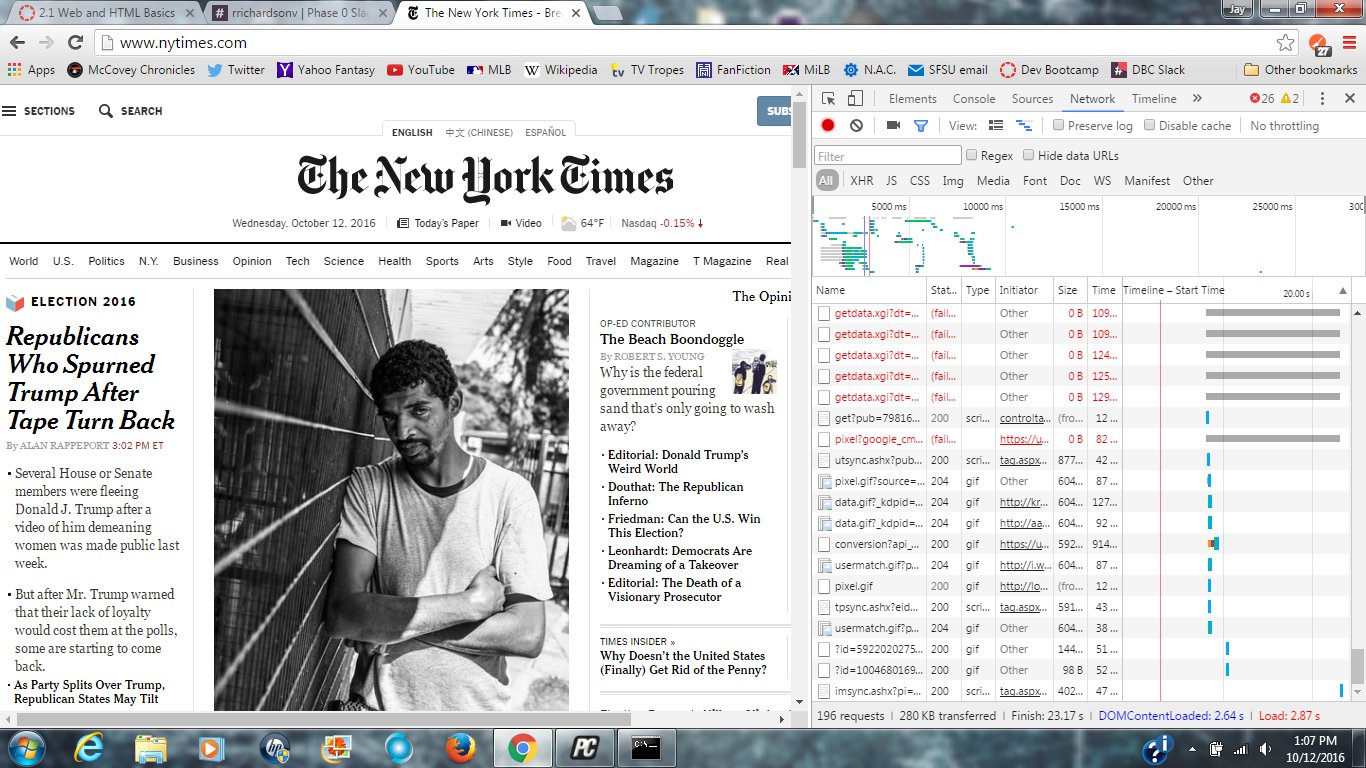 2.1 Web and HTML Basics
rrichardsonv | Phase 0 Sla
The New York Times - Bre
Jay
www.nytimes.com
27
Apps McCovey Chronicles Twitter Yahoo Fantasy YouTube MLB Wikipedia TV Tropes FanFiction MiLB N.A.C. SFSU email Dev Bootcamp DBC Slack Other bookmarks
SECTIONS SEARCH SUBS
ENGLISH 中文 (CHINESE) ESPAÑOL
The New York Times
Wednesday, October 12, 2016 Today's Paper Video 64°F Nasdaq -0.15%
World U.S. Politics N.Y. Business Opinion Tech Science Health Sports Arts Style Food Travel Magazine T Magazine Real
ELECTION 2016
Republicans
Who Spurned
Trump After
Tape Turn Back
By ALAN RAPPEPORT 3:02 PM ET
• Several House or Senate
members were fleeing
Donald J. Trump after a
video of him demeaning
women was made public last
week.
• But after Mr. Trump warned
that their lack of loyalty
would cost them at the polls,
some are starting to come
back.
• As Party Splits Over Trump,
Republican States May Tilt
The Opini
OP-ED CONTRIBUTOR
The Beach Boondoggle
By ROBERT S. YOUNG
Why is the federal
government pouring
sand that's only going to wash
away?
· Editorial: Donald Trump's
Weird World
· Douthat: The Republican
Inferno
· Friedman: Can the U.S. Win
This Election?
· Leonhardt: Democrats Are
Dreaming of a Takeover
· Editorial: The Death of a
Visionary Prosecutor
TIMES INSIDER »
Why Doesn't the United States
(Finally) Get Rid of the Penny?
Elements Console Sources Network Timeline » 26 2
View: Preserve log Disable cache No throttling
Filter Regex Hide data URLs
All XHR JS CSS Img Media Font Doc WS Manifest Other
5000 ms 10000 ms 15000 ms 20000 ms 25000 ms 300
Name Stat... Type Initiator Size Time Timeline – Start Time 20.00 s
getdata.xgi?dt=... (fail... Other 0 B 109...
getdata.xgi?dt=... (fail... Other 0 B 109...
getdata.xgi?dt=... (fail... Other 0 B 124...
getdata.xgi?dt=... (fail... Other 0 B 125...
getdata.xgi?dt=... (fail... Other 0 B 129...
get?pub=79816... 200 scri... controlta... (fro... 12 ...
pixel?google_cm... (fail... https://u... 0 B 82 ...
utsync.ashx?pub... 200 scri... tag.aspx... 877... 42 ...
pixel.gif?source=... 204 gif Other 604... 87 ...
data.gif?_kdpid=... 204 gif http://kr... 604... 127...
data.gif?_kdpid=... 204 gif http://aa... 604... 92 ...
conversion?api_... 200 gif https://u... 592... 914...
usermatch.gif?p... 204 gif http://i.w... 604... 87 ...
pixel.gif 200 gif http://lo... (fro... 12 ...
tpsync.ashx?eid... 200 scri... tag.aspx... 591... 43 ...
usermatch.gif?p... 204 gif Other 604... 38 ...
?id=5922020275... 200 gif Other 144... 51 ...
?id=1004680169... 200 gif Other 98 B 52 ...
imsync.ashx?pi=... 200 scri... tag.aspx... 402... 47 ...
196 requests | 280 KB transferred | Finish: 23.17 s | DOMContentLoaded: 2.64 s | Load: 2.87 s
hp
PC
C:\
1:07 PM
10/12/2016